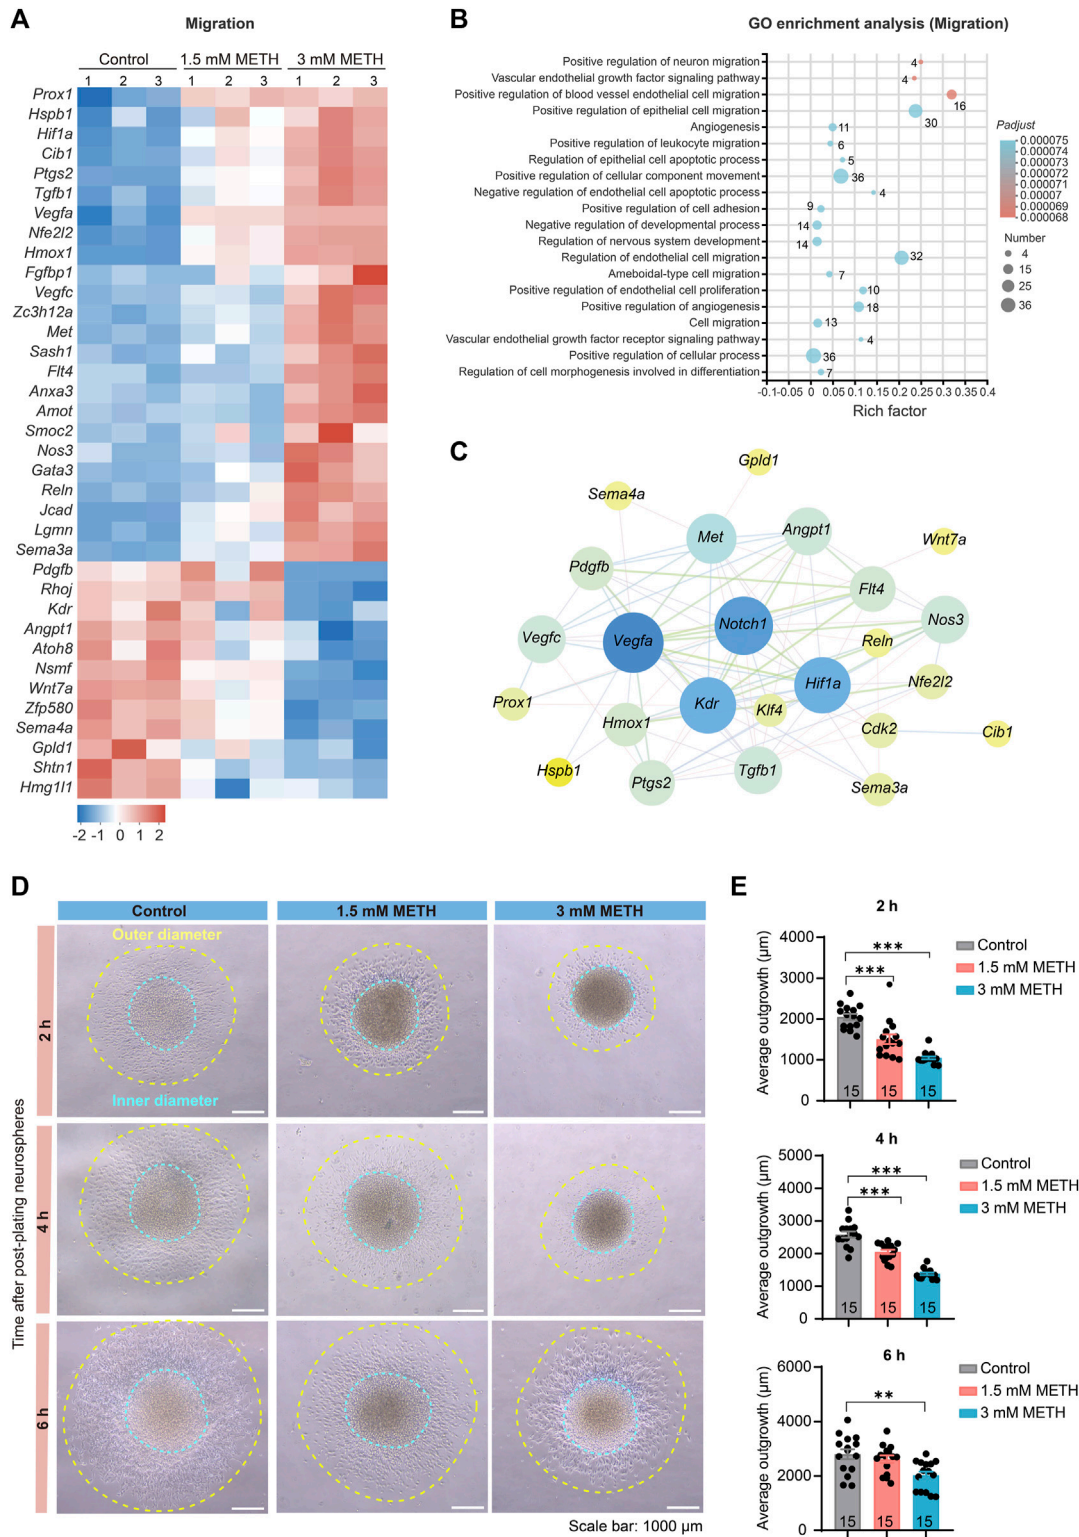 A
Migration
Control
1.5 mM METH
3 mM METH
1 2 3 1 2 3 1 2 3
Prox1
Hspb1
Hif1a
Cib1
Ptgs2
Tgfb1
Vegfa
Nfe2l2
Hmox1
Fgfbp1
Vegfc
Zc3h12a
Met
Sash1
Flt4
Anxa3
Amot
Smoc2
Nos3
Gata3
Reln
Jcad
Lgmn
Sema3a
Pdgfb
Rhoj
Kdr
Angpt1
Atoh8
Nsmf
Wnt7a
Zfp580
Sema4a
Gpld1
Shtn1
Hmg1l1
-2 -1 0 1 2
B
GO enrichment analysis (Migration)
Positive regulation of neuron migration 4
Vascular endothelial growth factor signaling pathway 4
Positive regulation of blood vessel endothelial cell migration 16
Positive regulation of epithelial cell migration 30
Angiogenesis 11
Positive regulation of leukocyte migration 6
Regulation of epithelial cell apoptotic process 5
Positive regulation of cellular component movement 36
Negative regulation of endothelial cell apoptotic process 4
Positive regulation of cell adhesion 9
Negative regulation of developmental process 14
Regulation of nervous system development 14
Regulation of endothelial cell migration 32
Ameboidal-type cell migration 7
Positive regulation of endothelial cell proliferation 10
Positive regulation of angiogenesis 18
Cell migration 13
Vascular endothelial growth factor receptor signaling pathway 4
Positive regulation of cellular process 36
Regulation of cell morphogenesis involved in differentiation 7
-0.1 -0.05 0 0.05 0.1 0.15 0.2 0.25 0.3 0.35 0.4
Rich factor
Padjust
0.000075
0.000074
0.000073
0.000072
0.000071
0.00007
0.000069
0.000068
Number
4
15
25
36
C
Gpld1
Sema4a
Met
Angpt1
Wnt7a
Pdgfb
Flt4
Vegfc
Vegfa
Notch1
Nos3
Reln
Prox1
Kdr
Klf4
Hif1a
Nfe2l2
Hmox1
Cdk2
Cib1
Hspb1
Ptgs2
Tgfb1
Sema3a
D
Control
1.5 mM METH
3 mM METH
Time after post-plating neurospheres
2 h
Outer diameter
Inner diameter
4 h
6 h
Scale bar: 1000 µm
E
2 h
Average outgrowth (µm)
4000
3000
2000
1000
0
***
***
15 15 15
Control
1.5 mM METH
3 mM METH
4 h
Average outgrowth (µm)
5000
4000
3000
2000
1000
0
***
***
15 15 15
Control
1.5 mM METH
3 mM METH
6 h
Average outgrowth (µm)
6000
4000
2000
0
**
15 15 15
Control
1.5 mM METH
3 mM METH